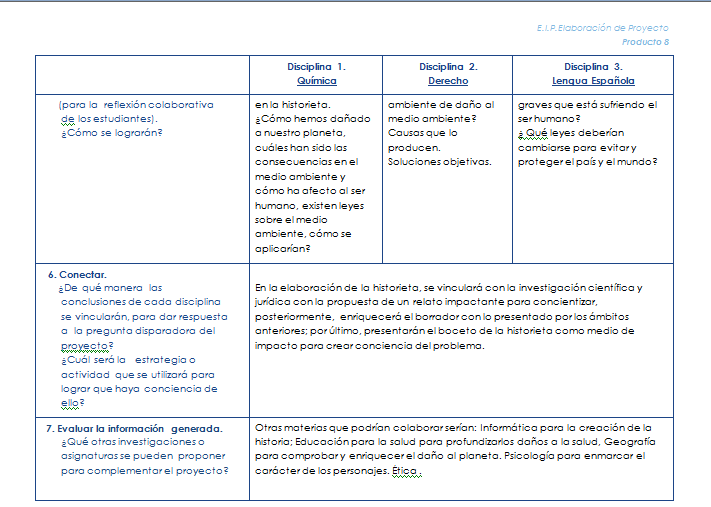 E.I.P.Elaboración de Proyecto
Producto 8
Disciplina 1.
Química
Disciplina 2.
Derecho
Disciplina 3.
Lengua Española
(para la reflexión colaborativa
de los estudiantes).
¿Cómo se lograrán?
en la historieta.
¿Cómo hemos dañado
a nuestro planeta,
cuáles han sido las
consecuencias en el
medio ambiente y
cómo ha afecto al ser
humano, existen leyes
sobre el medio
ambiente, cómo se
aplicarían?
ambiente de daño al
medio ambiente?
Causas que lo
producen.
Soluciones objetivas.
graves que está sufriendo el
ser humano?
¿ Qué leyes deberían
cambiarse para evitar y
proteger el país y el mundo?
6. Conectar.
¿De qué manera las
conclusiones de cada disciplina
se vincularán, para dar respuesta
a la pregunta disparadora del
proyecto?
¿Cuál será la estrategia o
actividad que se utilizará para
lograr que haya conciencia de
ello?
En la elaboración de la historieta, se vinculará con la investigación científica y
jurídica con la propuesta de un relato impactante para concientizar,
posteriormente, enriquecerá el borrador con lo presentado por los ámbitos
anteriores; por último, presentarán el boceto de la historieta como medio de
impacto para crear conciencia del problema.
7. Evaluar la información generada.
¿Qué otras investigaciones o
asignaturas se pueden proponer
para complementar el proyecto?
Otras materias que podrían colaborar serían: Informática para la creación de la
historia; Educación para la salud para profundizarlos daños a la salud, Geografía
para comprobar y enriquecer el daño al planeta. Psicología para enmarcar el
carácter de los personajes. Ética .